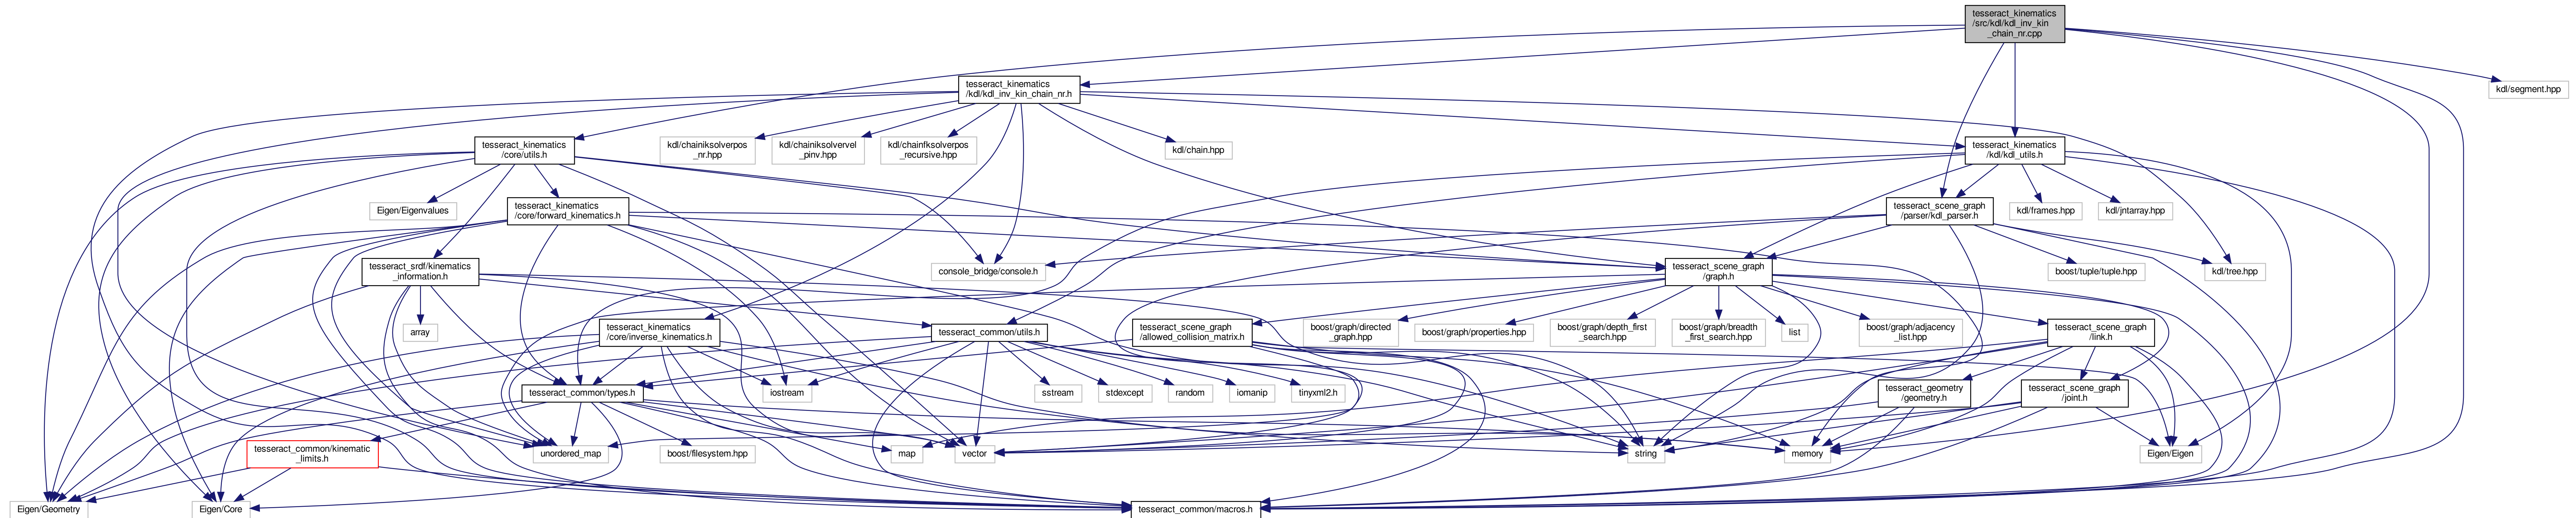 tesseract_kinematics
/src/kdl/kdl_inv_kin
_chain_nr.cpp
kdl/segment.hpp
tesseract_kinematics
/kdl/kdl_inv_kin_chain_nr.h
tesseract_kinematics
/core/utils.h
kdl/chainiksolverpos
_nr.hpp
kdl/chainiksolvervel
_pinv.hpp
kdl/chainfksolverpos
_recursive.hpp
kdl/chain.hpp
tesseract_kinematics
/kdl/kdl_utils.h
Eigen/Eigenvalues
tesseract_kinematics
/core/forward_kinematics.h
tesseract_scene_graph
/parser/kdl_parser.h
kdl/frames.hpp
kdl/jntarray.hpp
tesseract_srdf/kinematics
_information.h
console_bridge/console.h
tesseract_scene_graph
/graph.h
boost/tuple/tuple.hpp
kdl/tree.hpp
array
tesseract_kinematics
/core/inverse_kinematics.h
tesseract_common/utils.h
tesseract_scene_graph
/allowed_collision_matrix.h
boost/graph/directed
_graph.hpp
boost/graph/properties.hpp
boost/graph/depth_first
_search.hpp
boost/graph/breadth
_first_search.hpp
list
boost/graph/adjacency
_list.hpp
tesseract_scene_graph
/link.h
tesseract_common/types.h
iostream
sstream
stdexcept
random
iomanip
tinyxml2.h
tesseract_geometry
/geometry.h
tesseract_scene_graph
/joint.h
tesseract_common/kinematic
_limits.h
unordered_map
boost/filesystem.hpp
map
vector
string
memory
Eigen/Eigen
Eigen/Geometry
Eigen/Core
tesseract_common/macros.h